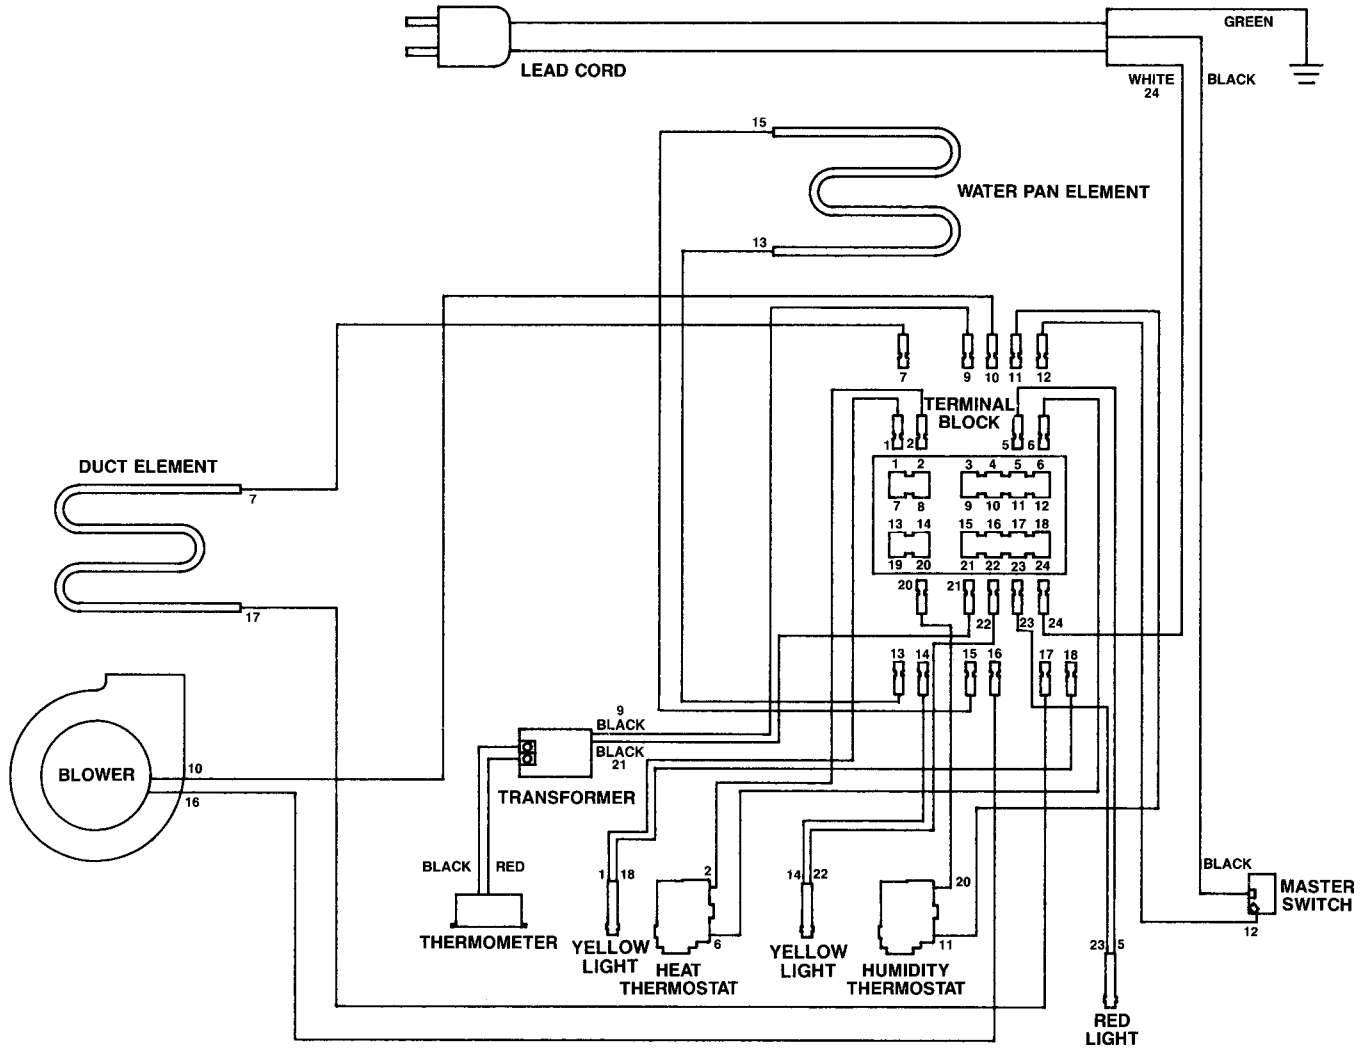 GREEN
LEAD CORD
WHITE
24
BLACK
15
WATER PAN ELEMENT
13
7 9 10 11 12
TERMINAL
BLOCK
1 2 5 6
DUCT ELEMENT
7
1 2 3 4 5 6
7 8 9 10 11 12
13 14 15 16 17 18
19 20 21 22 23 24
20 21
22 23 24
17
13 14 15 16 17 18
9
BLACK
BLACK
21
BLOWER
10
16
TRANSFORMER
BLACK RED
1 18
2
14 22
20
BLACK
MASTER
SWITCH
12
THERMOMETER
YELLOW
LIGHT
6
HEAT
THERMOSTAT
YELLOW
LIGHT
11
HUMIDITY
THERMOSTAT
23 5
RED
LIGHT